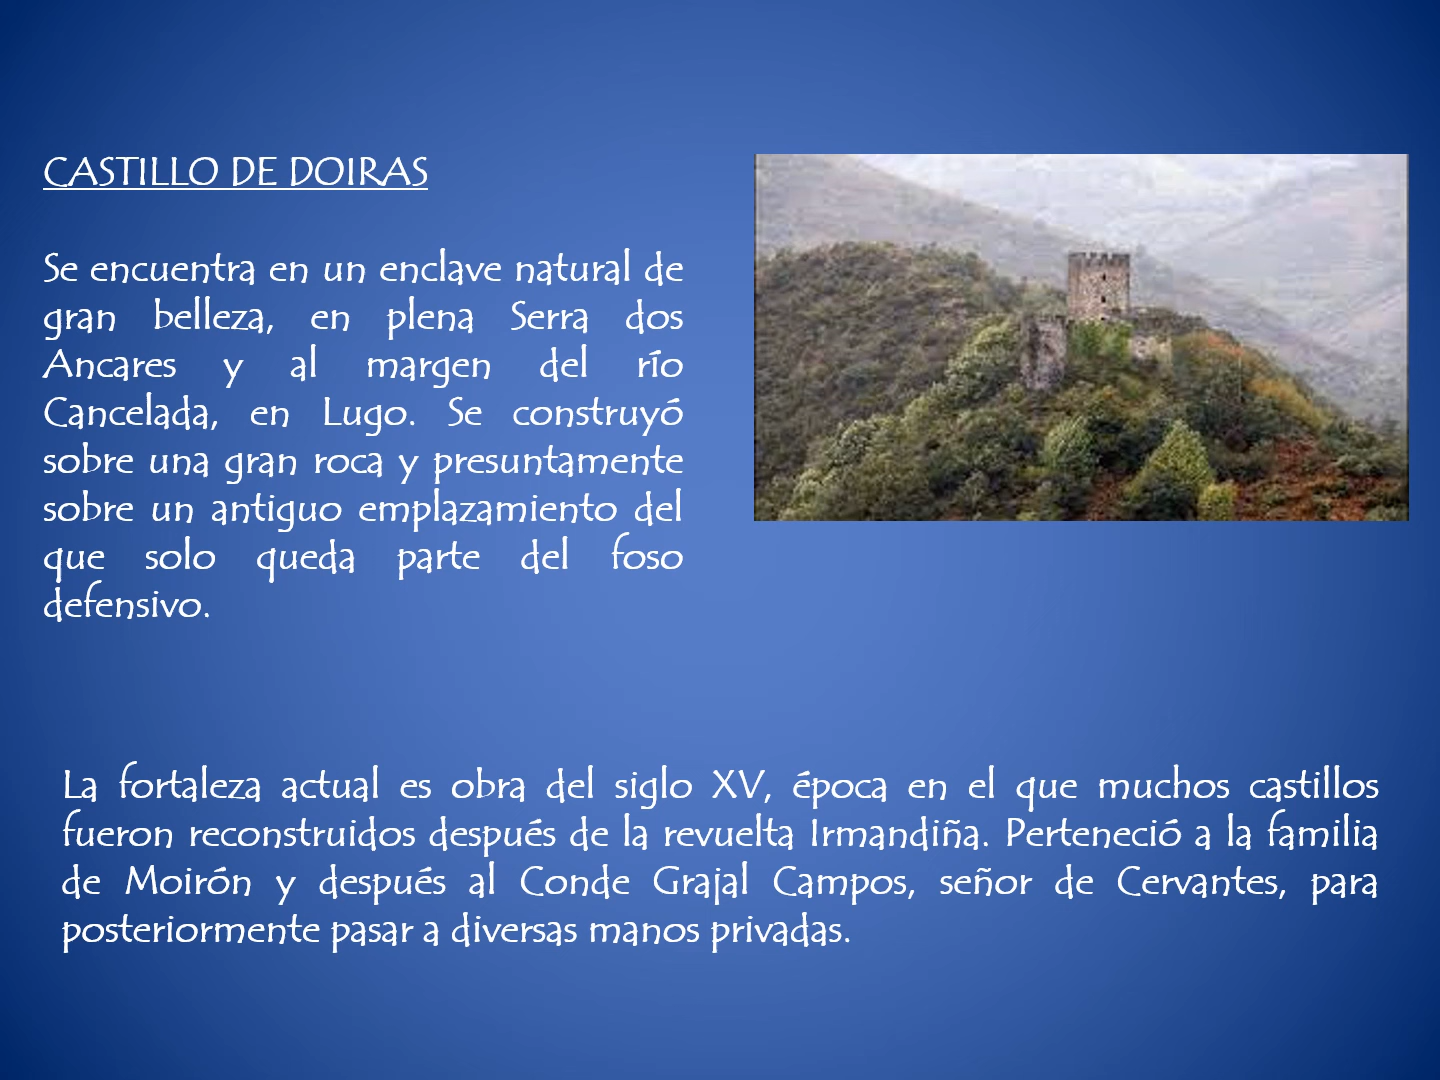 CASTILLO DE DOIRAS
Se encuentra en un enclave natural de
gran belleza, en plena Serra dos
Ancares y al margen del río
Cancelada, en Lugo. Se construyó
sobre una gran roca y presuntamente
sobre un antiguo emplazamiento del
que solo queda parte del foso
defensivo.
La fortaleza actual es obra del siglo XV, época en el que muchos castillos
fueron reconstruidos después de la revuelta Irmandiña. Perteneció a la familia
de Moirón y después al Conde Grajal Campos, señor de Cervantes, para
posteriormente pasar a diversas manos privadas.